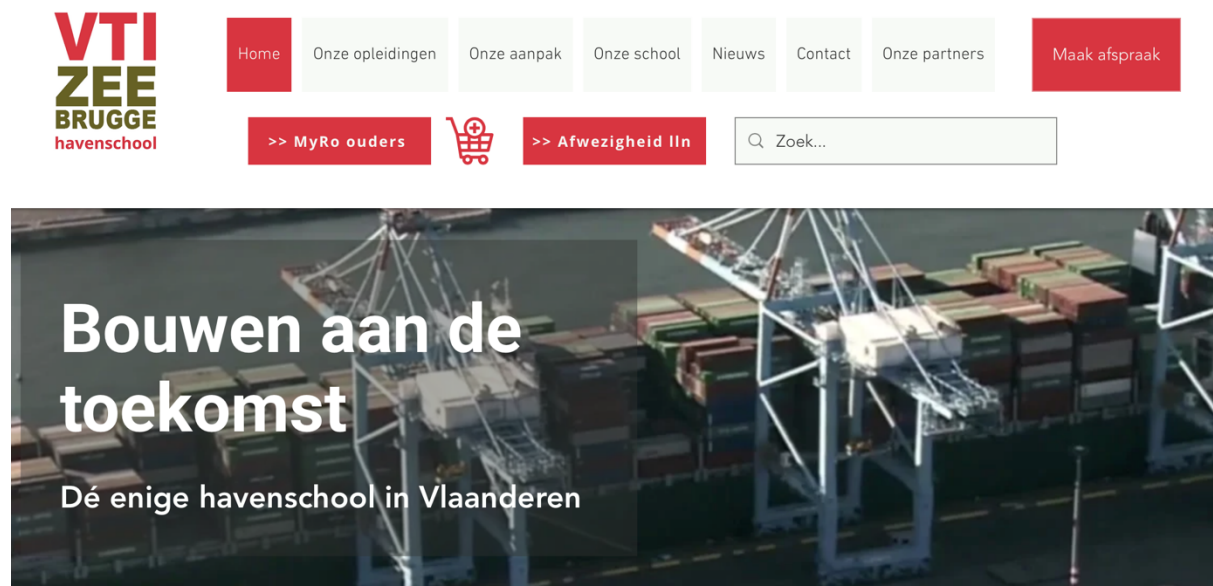 VTI
ZEE
BRUGGE
havenschool
Home
Onze opleidingen
Onze aanpak
Onze school
Nieuws
Contact
Onze partners
Maak afspraak
>> MyRo ouders
>> Afwezigheid lln
Zoek...
Bouwen aan de
toekomst
Dé enige havenschool in Vlaanderen